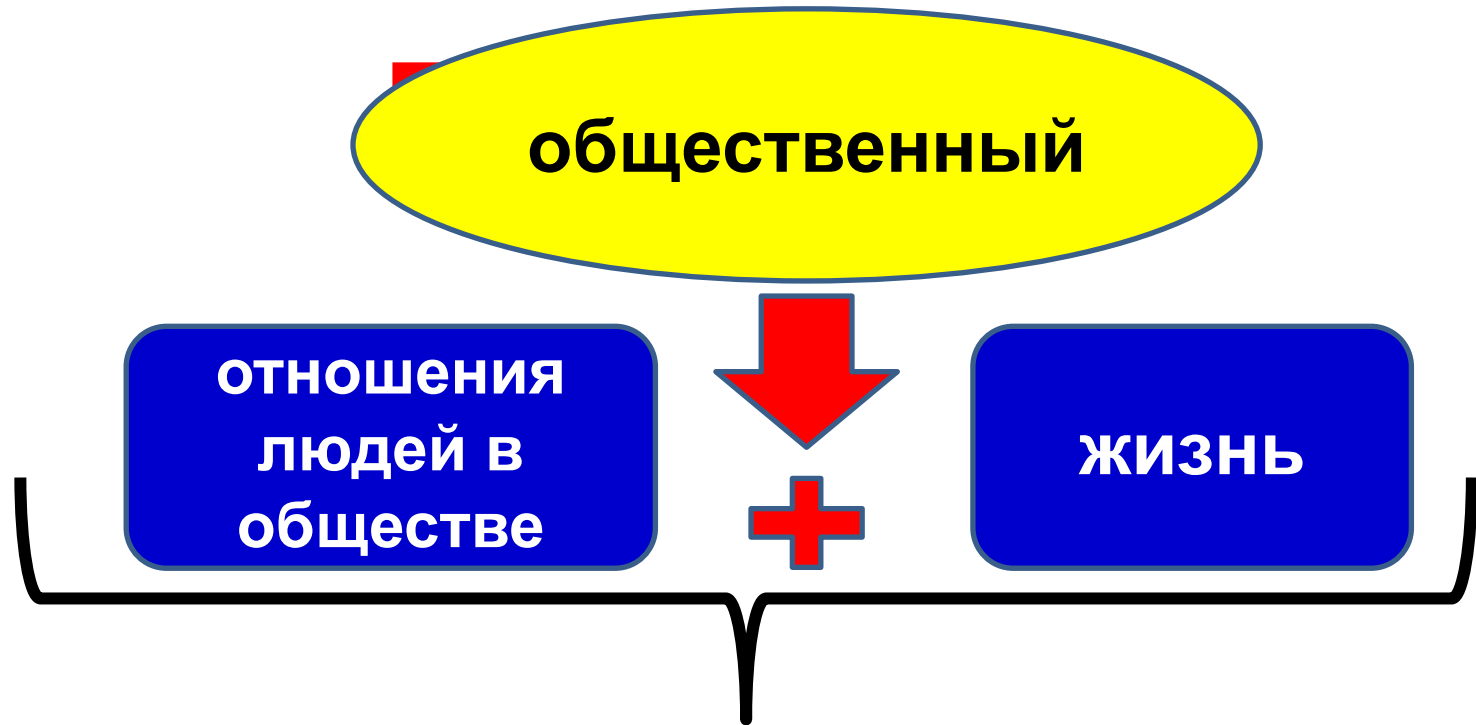 общественный
отношения
людей в
обществе
жизнь